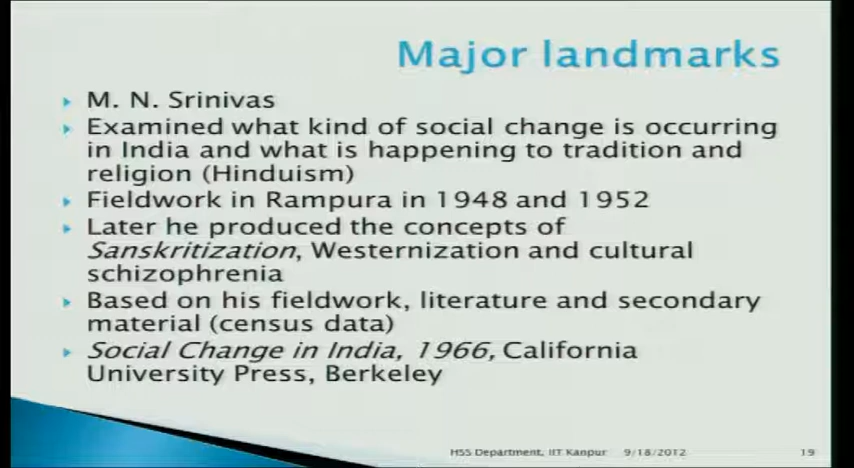 Major landmarks
M. N. Srinivas
Examined what kind of social change is occurring
in India and what is happening to tradition and
religion (Hinduism)
Fieldwork in Rampura in 1948 and 1952
Later he produced the concepts of
Sanskritization, Westernization and cultural
schizophrenia
Based on his fieldwork, literature and secondary
material (census data)
Social Change in India, 1966, California
University Press, Berkeley
HSS Department, IIT Kanpur 9/18/2012 19